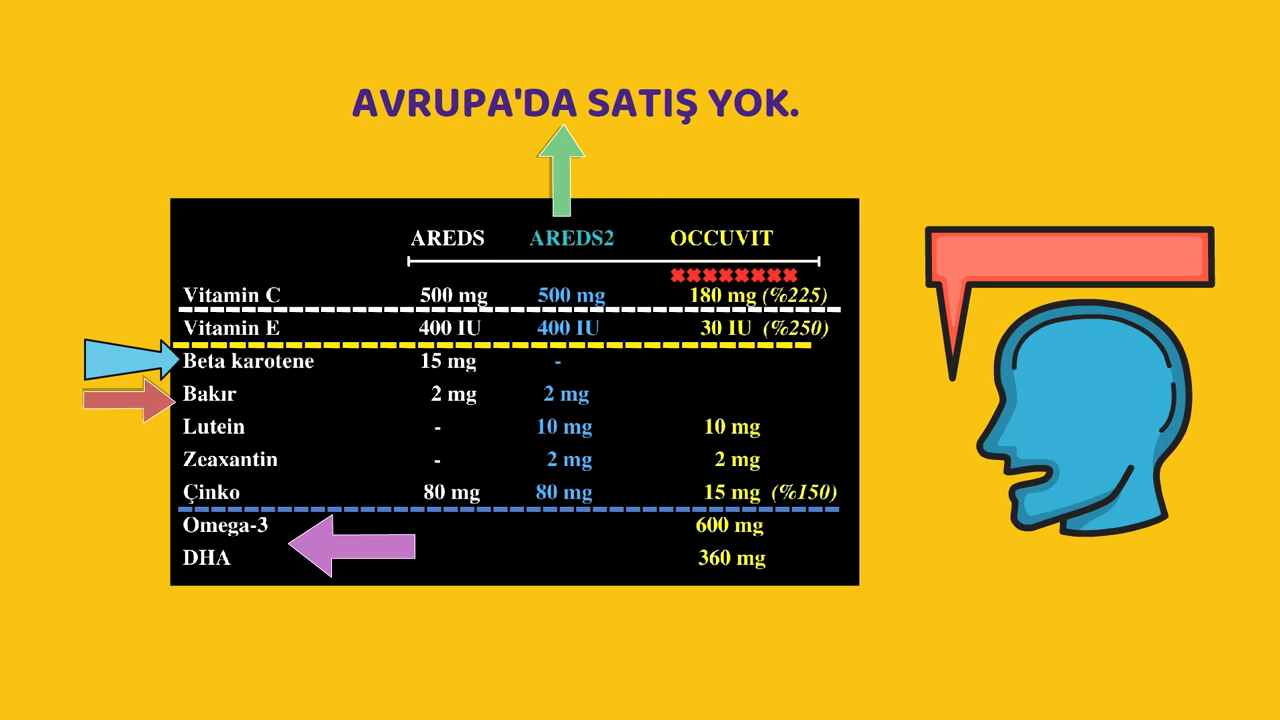 AVRUPA'DA SATIŞ YOK.
AREDS AREDS2 OCCUVIT
Vitamin C 500 mg 500 mg 180 mg (%225)
Vitamin E 400 IU 400 IU 30 IU (%250)
Beta karotene 15 mg -
Bakır 2 mg 2 mg
Lutein - 10 mg 10 mg
Zeaxantin - 2 mg 2 mg
Çinko 80 mg 80 mg 15 mg (%150)
Omega-3 600 mg
DHA 360 mg